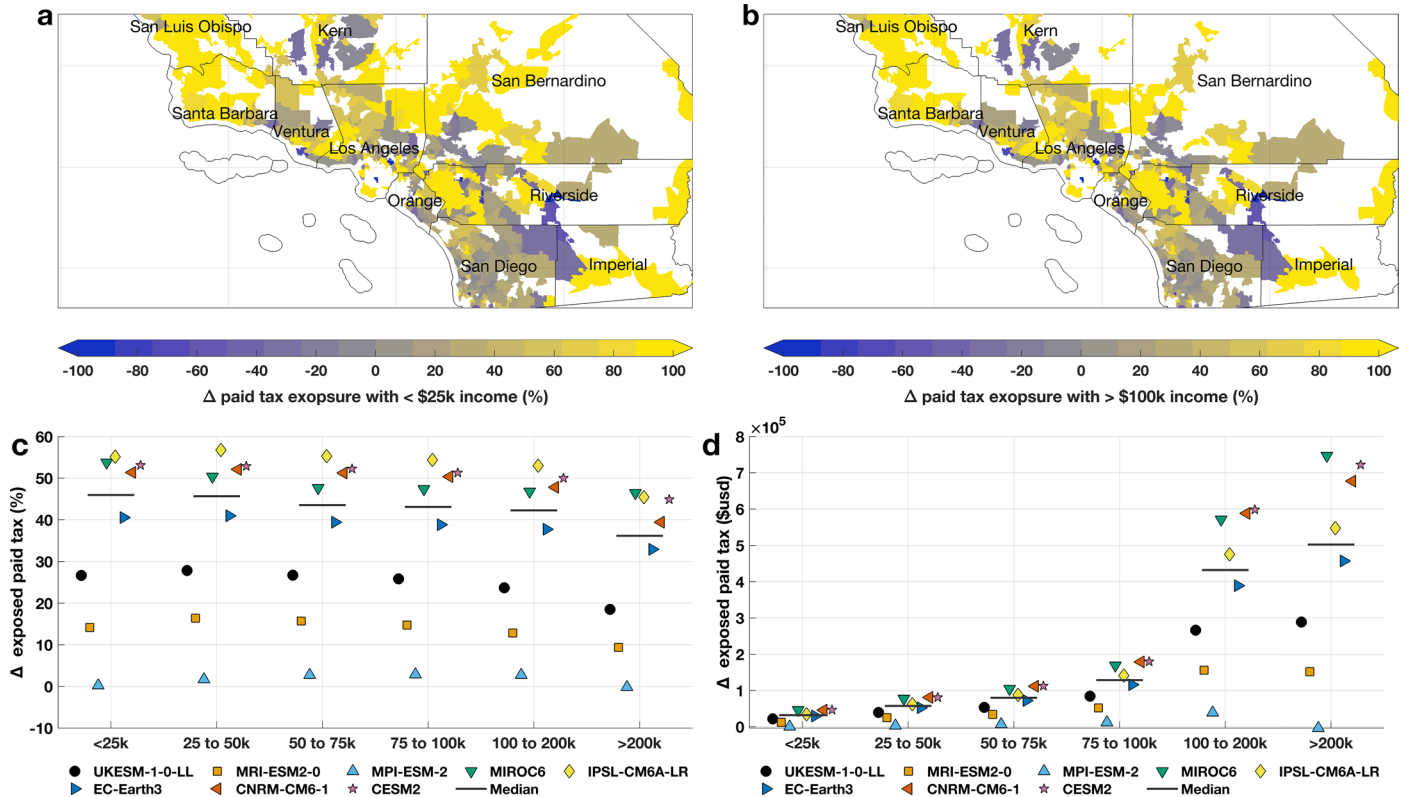 a
San Luis Obispo
Kern
San Bernardino
Santa Barbara
Ventura
Los Angeles
Riverside
Orange
San Diego
Imperial
-100 -80 -60 -40 -20 0 20 40 60 80 100
Δ paid tax exopsure with < $25k income (%)
b
San Luis Obispo
Kern
San Bernardino
Santa Barbara
Ventura
Los Angeles
Riverside
Orange
San Diego
Imperial
-100 -80 -60 -40 -20 0 20 40 60 80 100
Δ paid tax exopsure with > $100k income (%)
c
Δ exposed paid tax (%)
60
50
40
30
20
10
0
-10
<25k 25 to 50k 50 to 75k 75 to 100k 100 to 200k >200k
UKESM-1-0-LL MRI-ESM2-0 MPI-ESM-2 MIROC6 IPSL-CM6A-LR
EC-Earth3 CNRM-CM6-1 CESM2 Median
d
×10⁵
Δ exposed paid tax ($usd)
8
7
6
5
4
3
2
1
0
<25k 25 to 50k 50 to 75k 75 to 100k 100 to 200k >200k
UKESM-1-0-LL MRI-ESM2-0 MPI-ESM-2 MIROC6 IPSL-CM6A-LR
EC-Earth3 CNRM-CM6-1 CESM2 Median